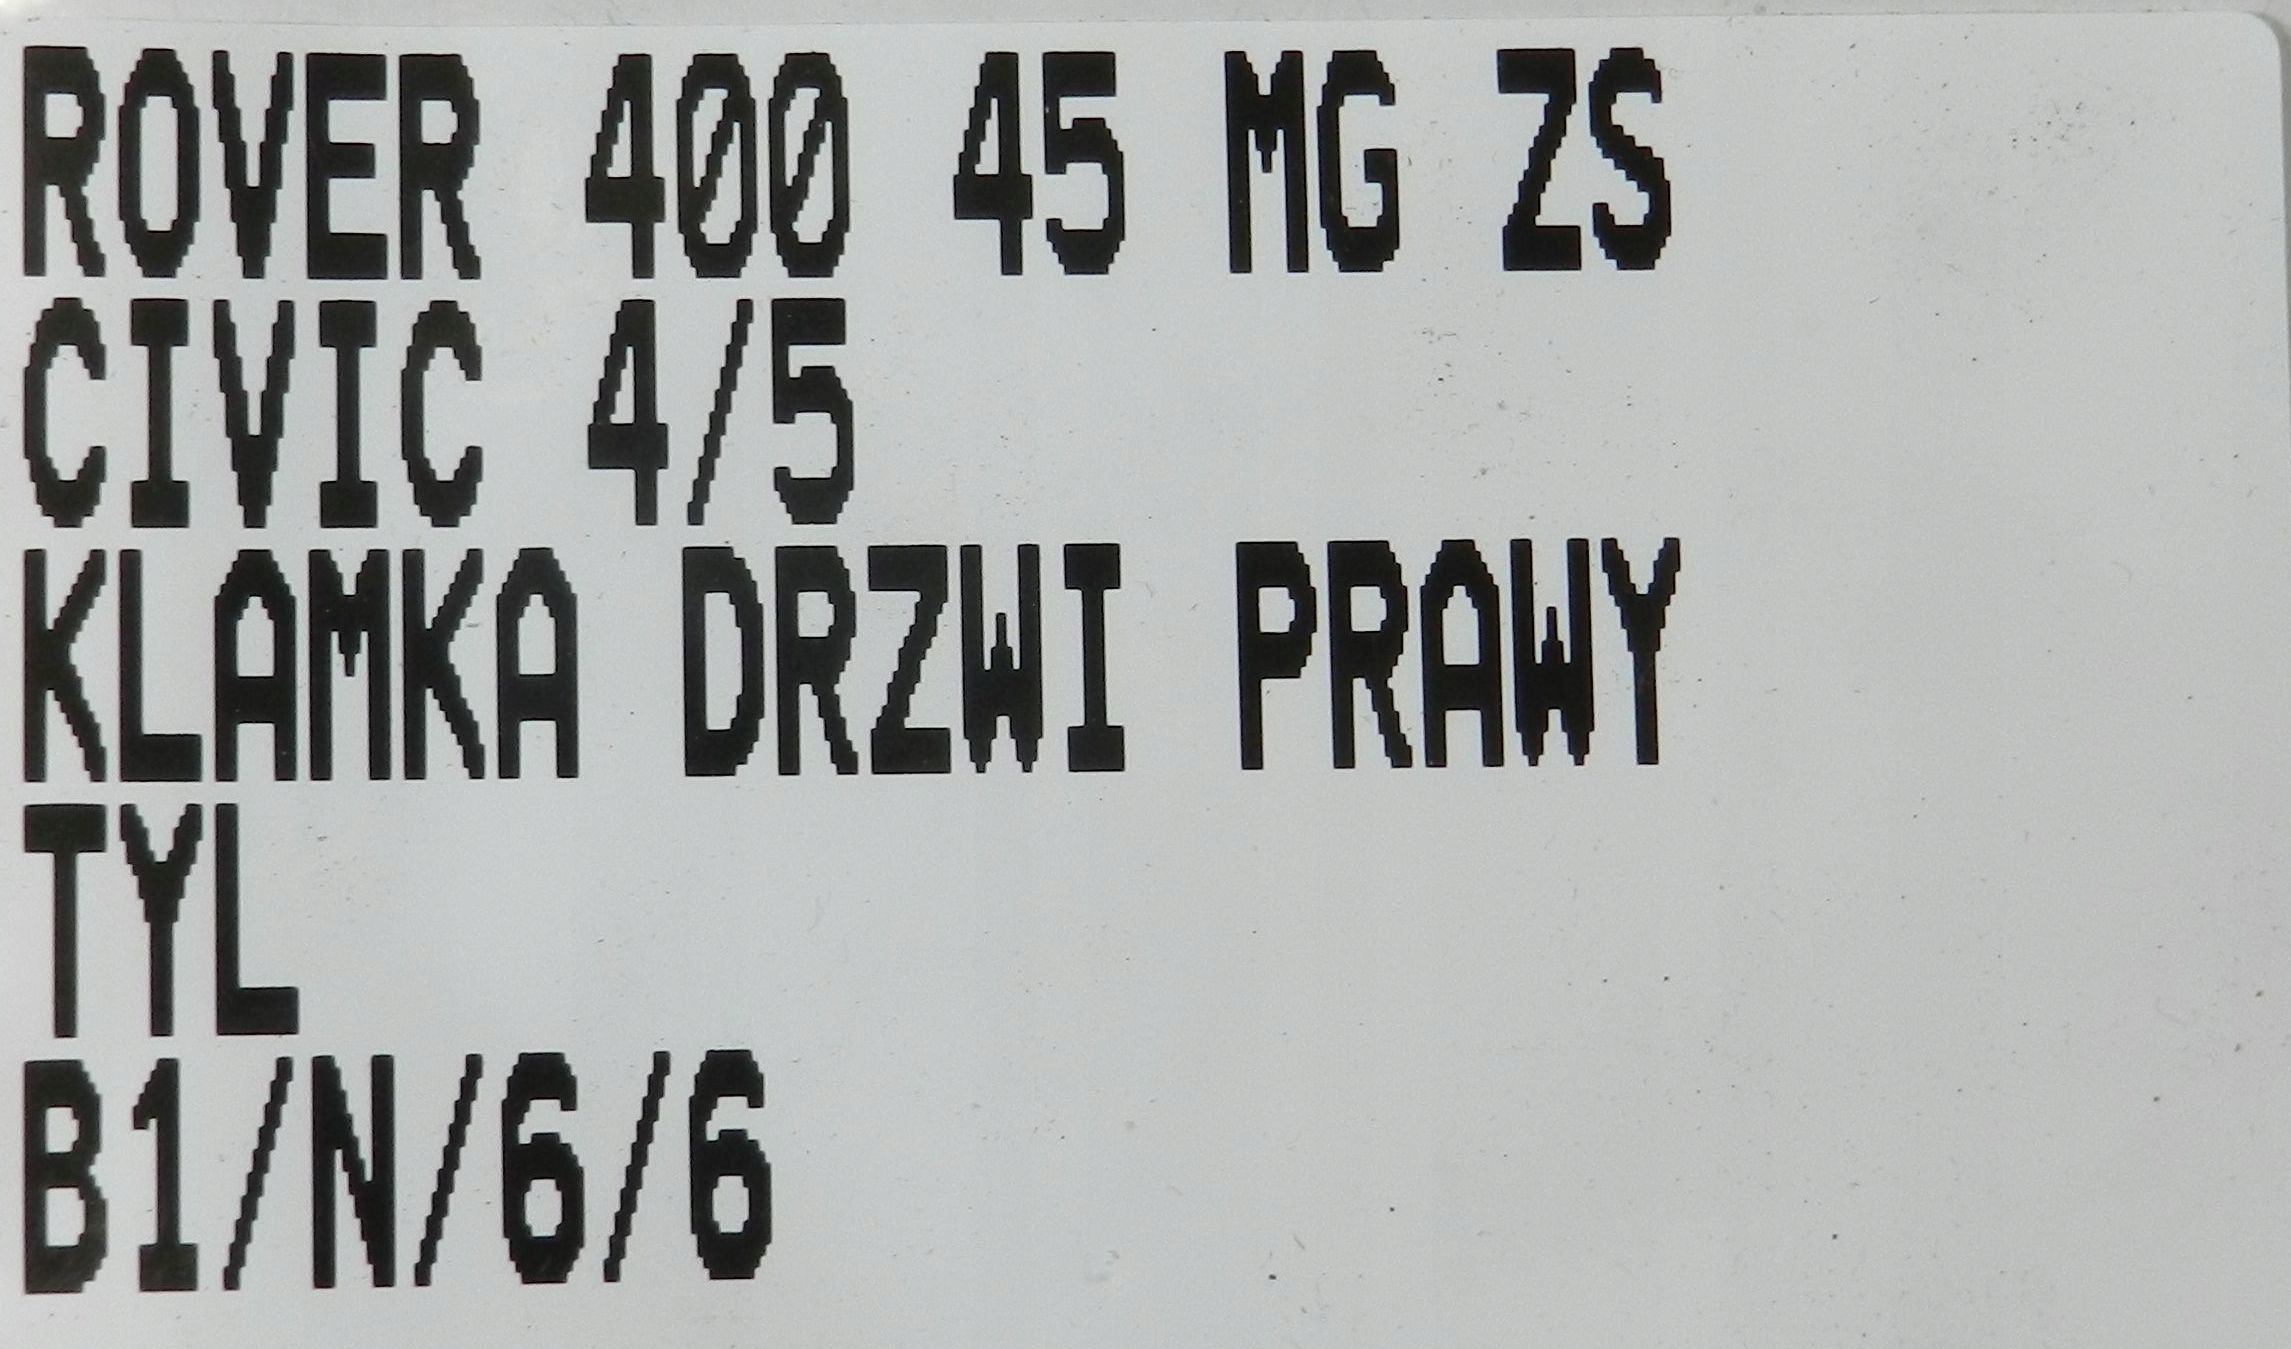 ROVER 400 45 MG ZS
CIVIC 4/5
KLAMKA DRZWI PRAWY
TYL
B1/N/6/6